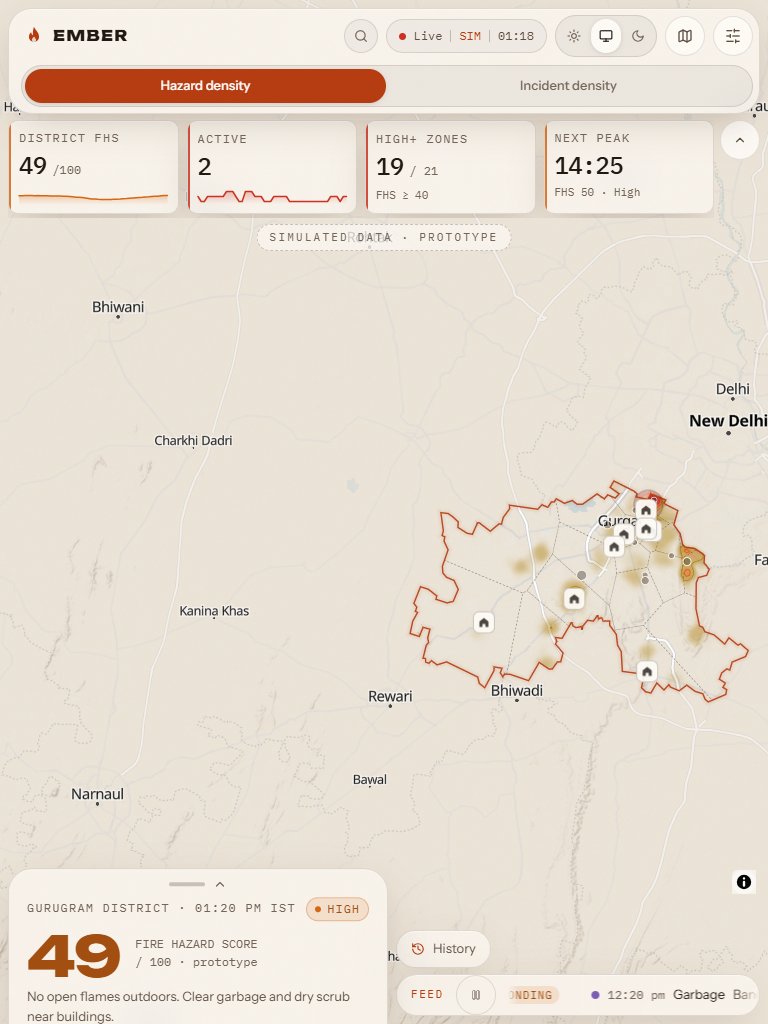 EMBER
Live | SIM | 01:18
Hazard density
Incident density
DISTRICT FHS
49 /100
ACTIVE
2
HIGH+ ZONES
19 / 21
FHS ≥ 40
NEXT PEAK
14:25
FHS 50 · High
SIMULATED DATA · PROTOTYPE
Bhiwani
Delhi
New Delhi
Charkhi Dadri
Kanina Khas
Rewari
Bhiwadi
Bawal
Narnaul
GURUGRAM DISTRICT · 01:20 PM IST
HIGH
49
FIRE HAZARD SCORE
/ 100 · prototype
No open flames outdoors. Clear garbage and dry scrub
near buildings.
History
FEED
12:20 pm Garbage